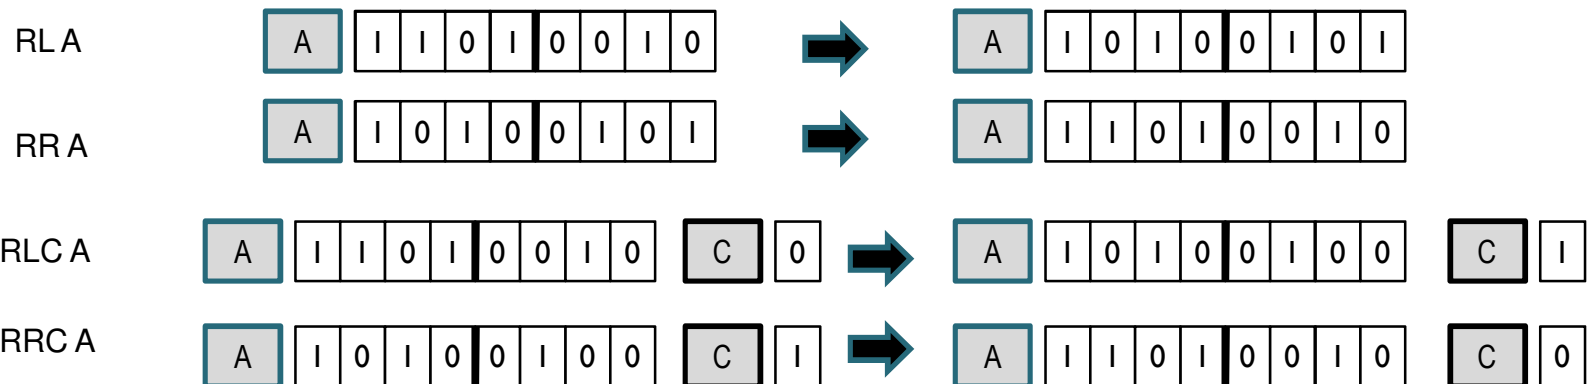 RL A A 1 1 0 1 0 0 1 0 A 1 0 1 0 0 1 0 1
RR A A 1 0 1 0 0 1 0 1 A 1 1 0 1 0 0 1 0
RLC A A 1 1 0 1 0 0 1 0 C 0 A 1 0 1 0 0 1 0 0 C 1
RRC A A 1 0 1 0 0 1 0 0 C 1 A 1 1 0 1 0 0 1 0 C 0